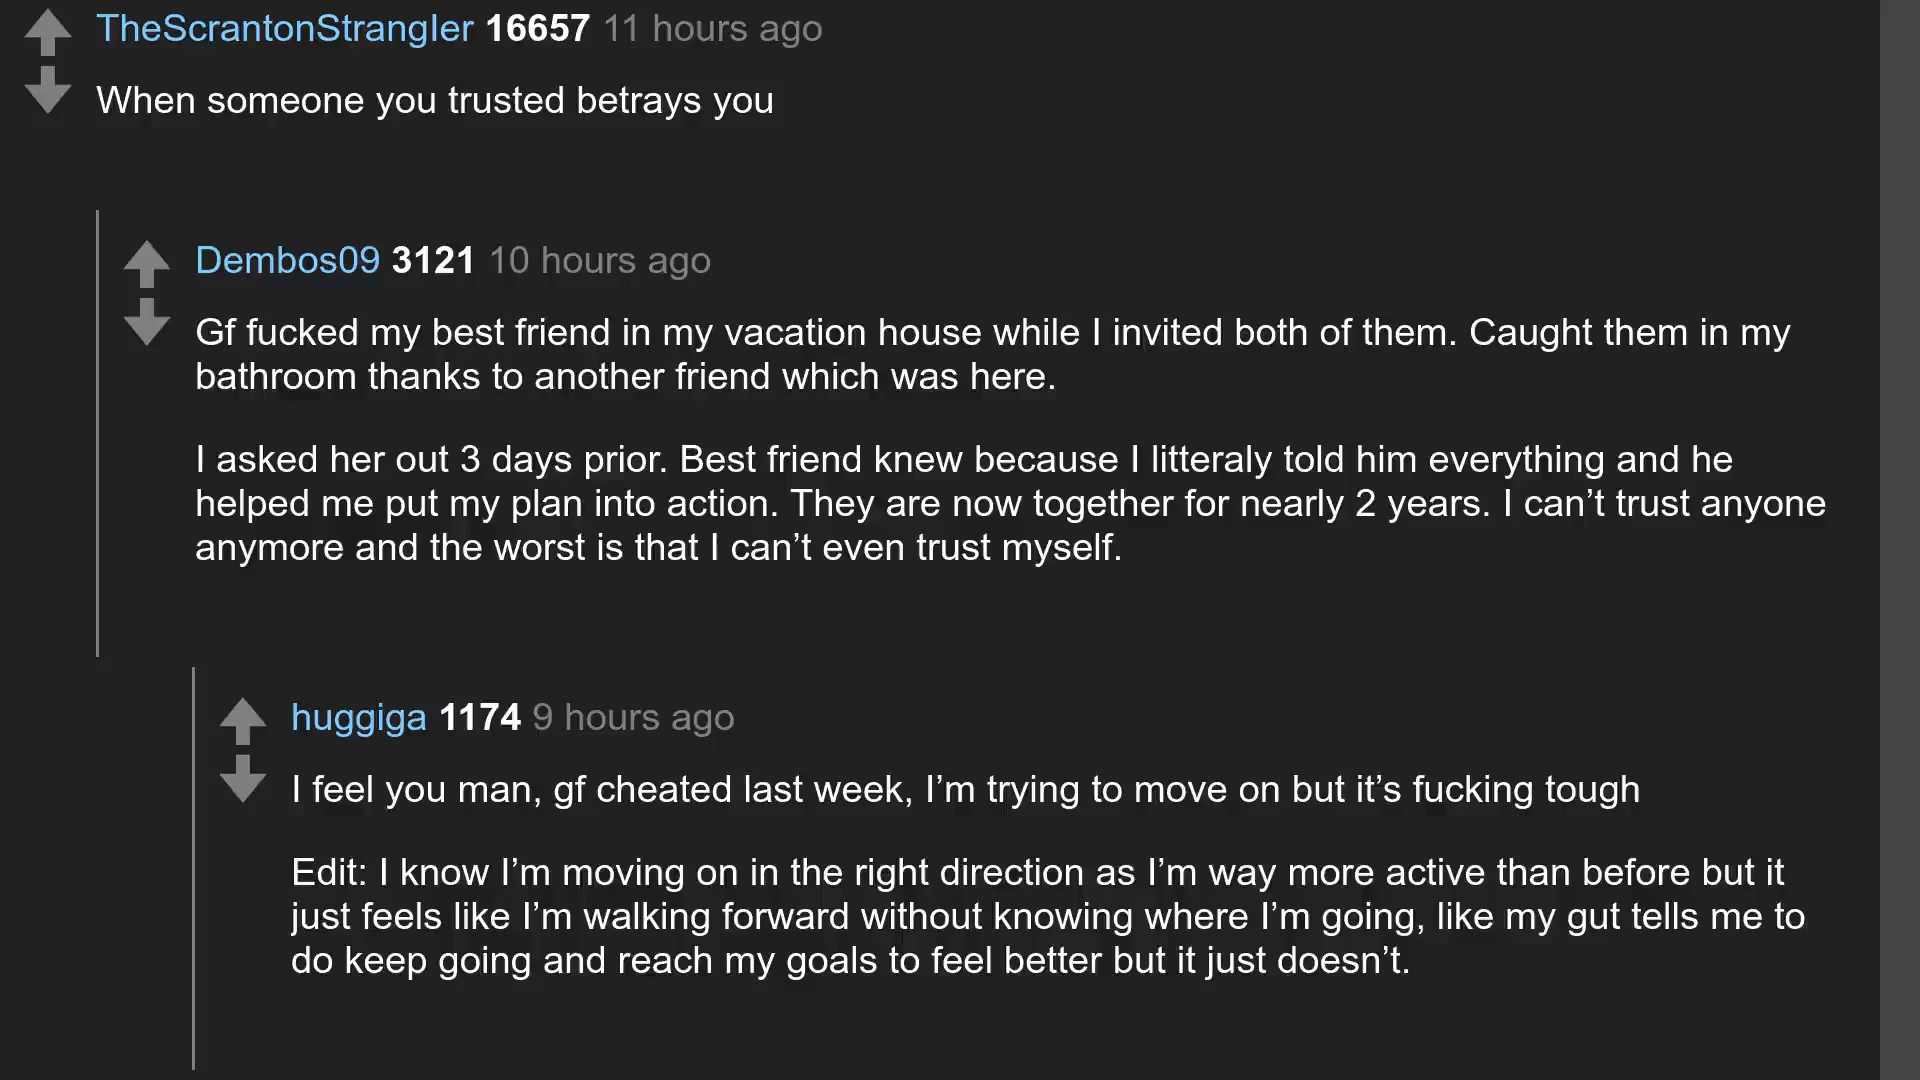 TheScrantonStrangler 16657 11 hours ago
When someone you trusted betrays you
Dembos09 3121 10 hours ago
Gf fucked my best friend in my vacation house while I invited both of them. Caught them in my
bathroom thanks to another friend which was here.
I asked her out 3 days prior. Best friend knew because I litteraly told him everything and he
helped me put my plan into action. They are now together for nearly 2 years. I can’t trust anyone
anymore and the worst is that I can’t even trust myself.
huggiga 1174 9 hours ago
I feel you man, gf cheated last week, I’m trying to move on but it’s fucking tough
Edit: I know I’m moving on in the right direction as I’m way more active than before but it
just feels like I’m walking forward without knowing where I’m going, like my gut tells me to
do keep going and reach my goals to feel better but it just doesn’t.